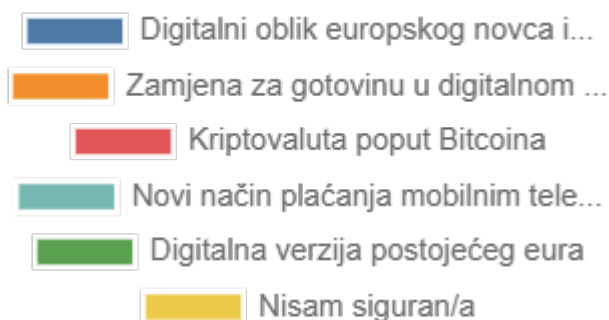 Digitalni oblik europskog novca i...
Zamjena za gotovinu u digitalnom ...
Kriptovaluta poput Bitcoina
Novi način plaćanja mobilnim tele...
Digitalna verzija postojećeg eura
Nisam siguran/a